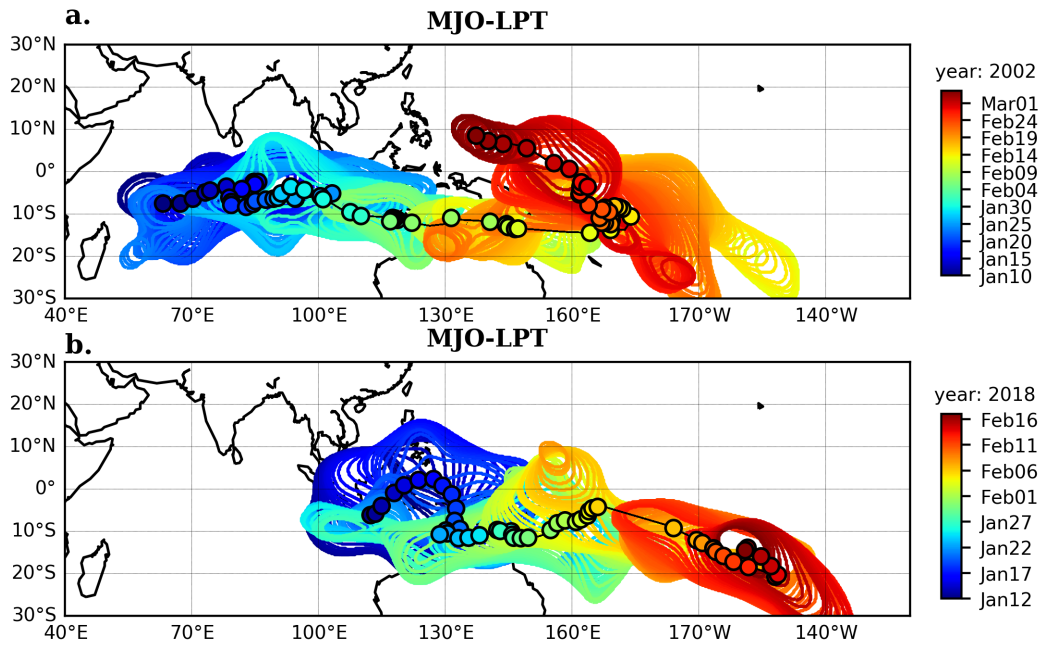 a.
MJO-LPT
30°N
20°N
10°N
0°
10°S
20°S
30°S
40°E 70°E 100°E 130°E 160°E 170°W 140°W
year: 2002
Mar01
Feb24
Feb19
Feb14
Feb09
Feb04
Jan30
Jan25
Jan20
Jan15
Jan10
b.
MJO-LPT
30°N
20°N
10°N
0°
10°S
20°S
30°S
40°E 70°E 100°E 130°E 160°E 170°W 140°W
year: 2018
Feb16
Feb11
Feb06
Feb01
Jan27
Jan22
Jan17
Jan12